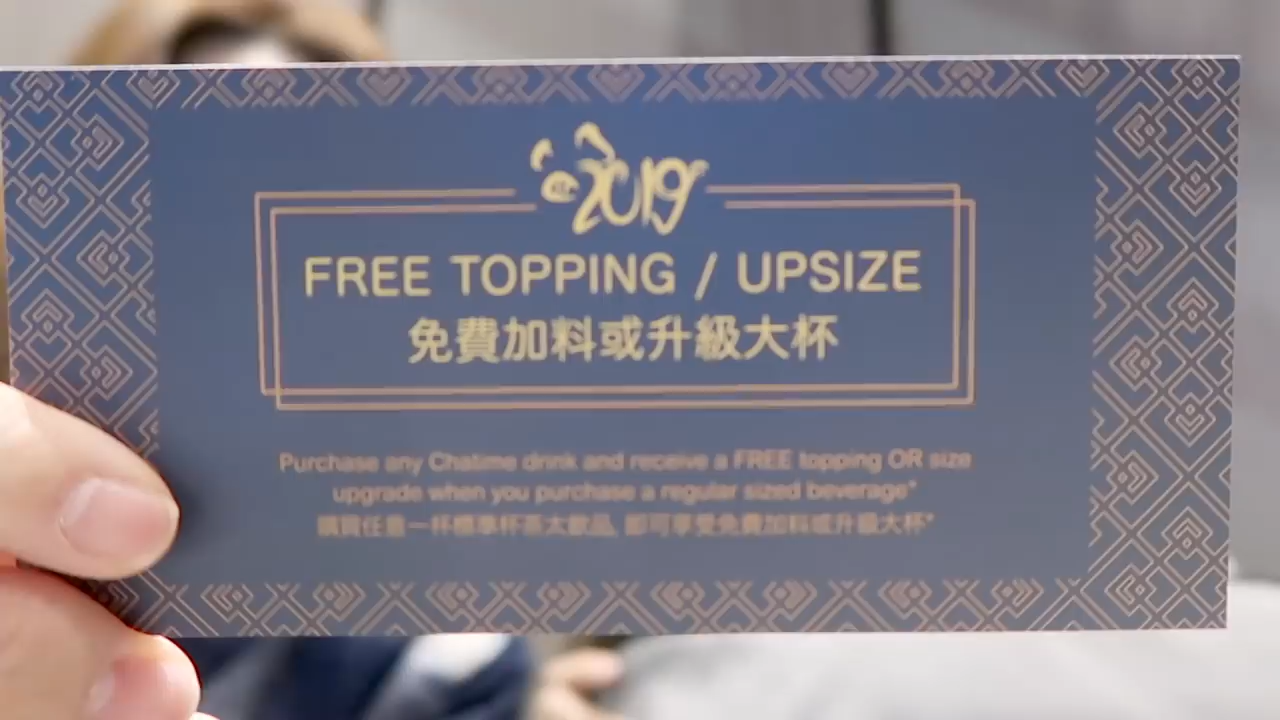 2019
FREE TOPPING / UPSIZE
免費加料或升級大杯
Purchase any Chatime drink and receive a FREE topping OR size
upgrade when you purchase a regular sized beverage*
購買任意一杯標準杯茶太飲品, 即可享受免費加料或升級大杯*